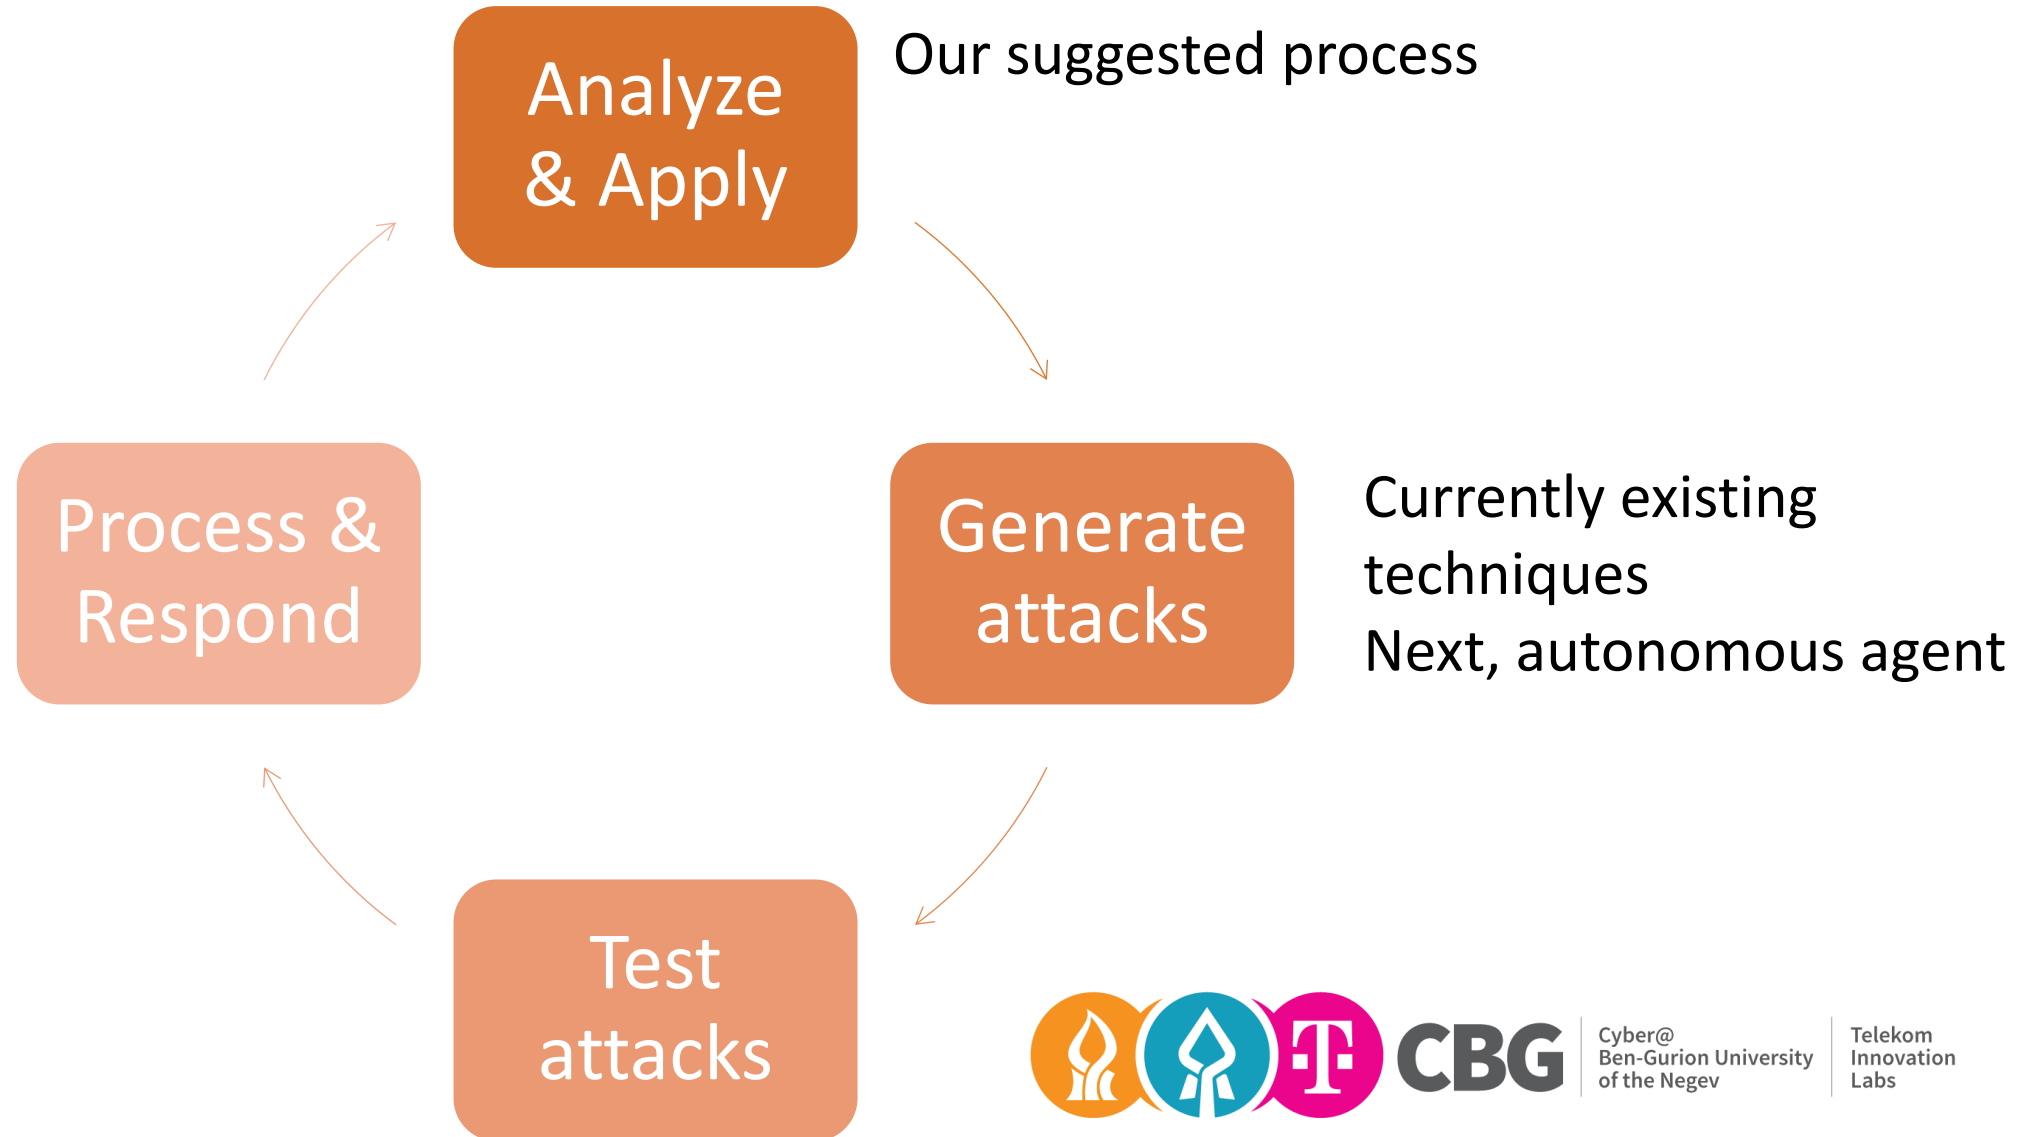 Analyze
& Apply
Our suggested process
Process &
Respond
Generate
attacks
Currently existing
techniques
Next, autonomous agent
Test
attacks
T
CBG
Cyber@
Ben-Gurion University
of the Negev
Telekom
Innovation
Labs